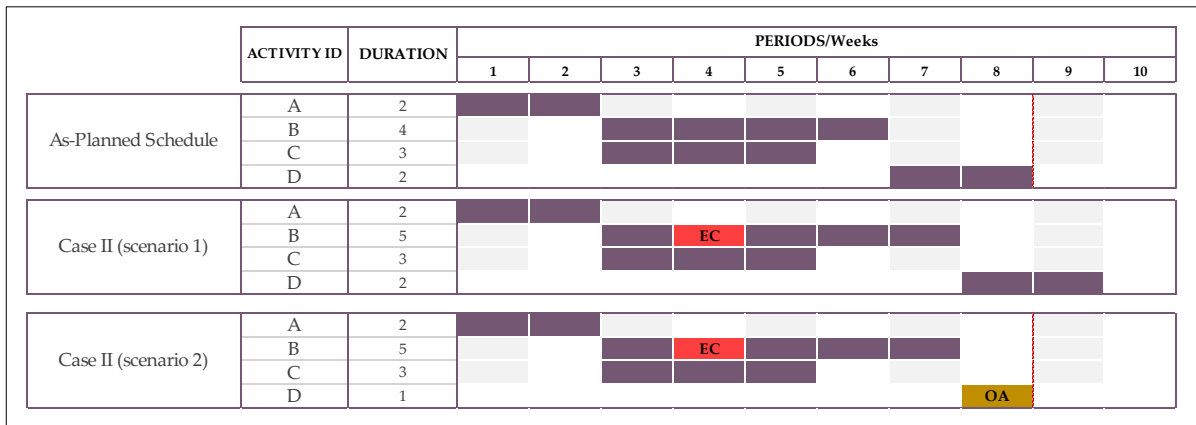 ACTIVITY ID DURATION PERIODS/Weeks
1 2 3 4 5 6 7 8 9 10
As-Planned Schedule
A 2
B 4
C 3
D 2
Case II (scenario 1)
A 2
B 5 EC
C 3
D 2
Case II (scenario 2)
A 2
B 5 EC
C 3
D 1 OA